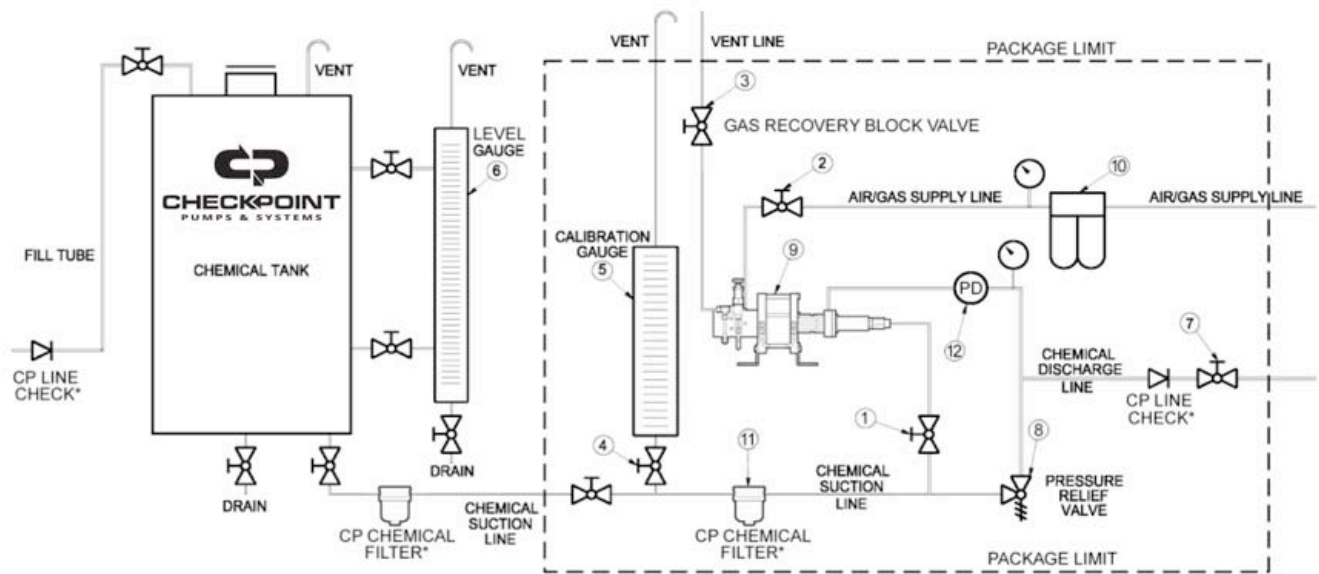 VENT
VENT
VENT
VENT LINE
PACKAGE LIMIT
3
GAS RECOVERY BLOCK VALVE
LEVEL
GAUGE
6
CHECKPOINT
PUMPS & SYSTEMS
CHEMICAL TANK
FILL TUBE
CP LINE
CHECK*
2
AIR/GAS SUPPLY LINE
10
AIR/GAS SUPPLY LINE
CALIBRATION
GAUGE
5
9
PD
12
7
CHEMICAL
DISCHARGE
LINE
CP LINE
CHECK*
1
8
PRESSURE
RELIEF
VALVE
4
11
CHEMICAL
SUCTION
LINE
DRAIN
DRAIN
CP CHEMICAL
FILTER*
CHEMICAL
SUCTION
LINE
CP CHEMICAL
FILTER*
PACKAGE LIMIT